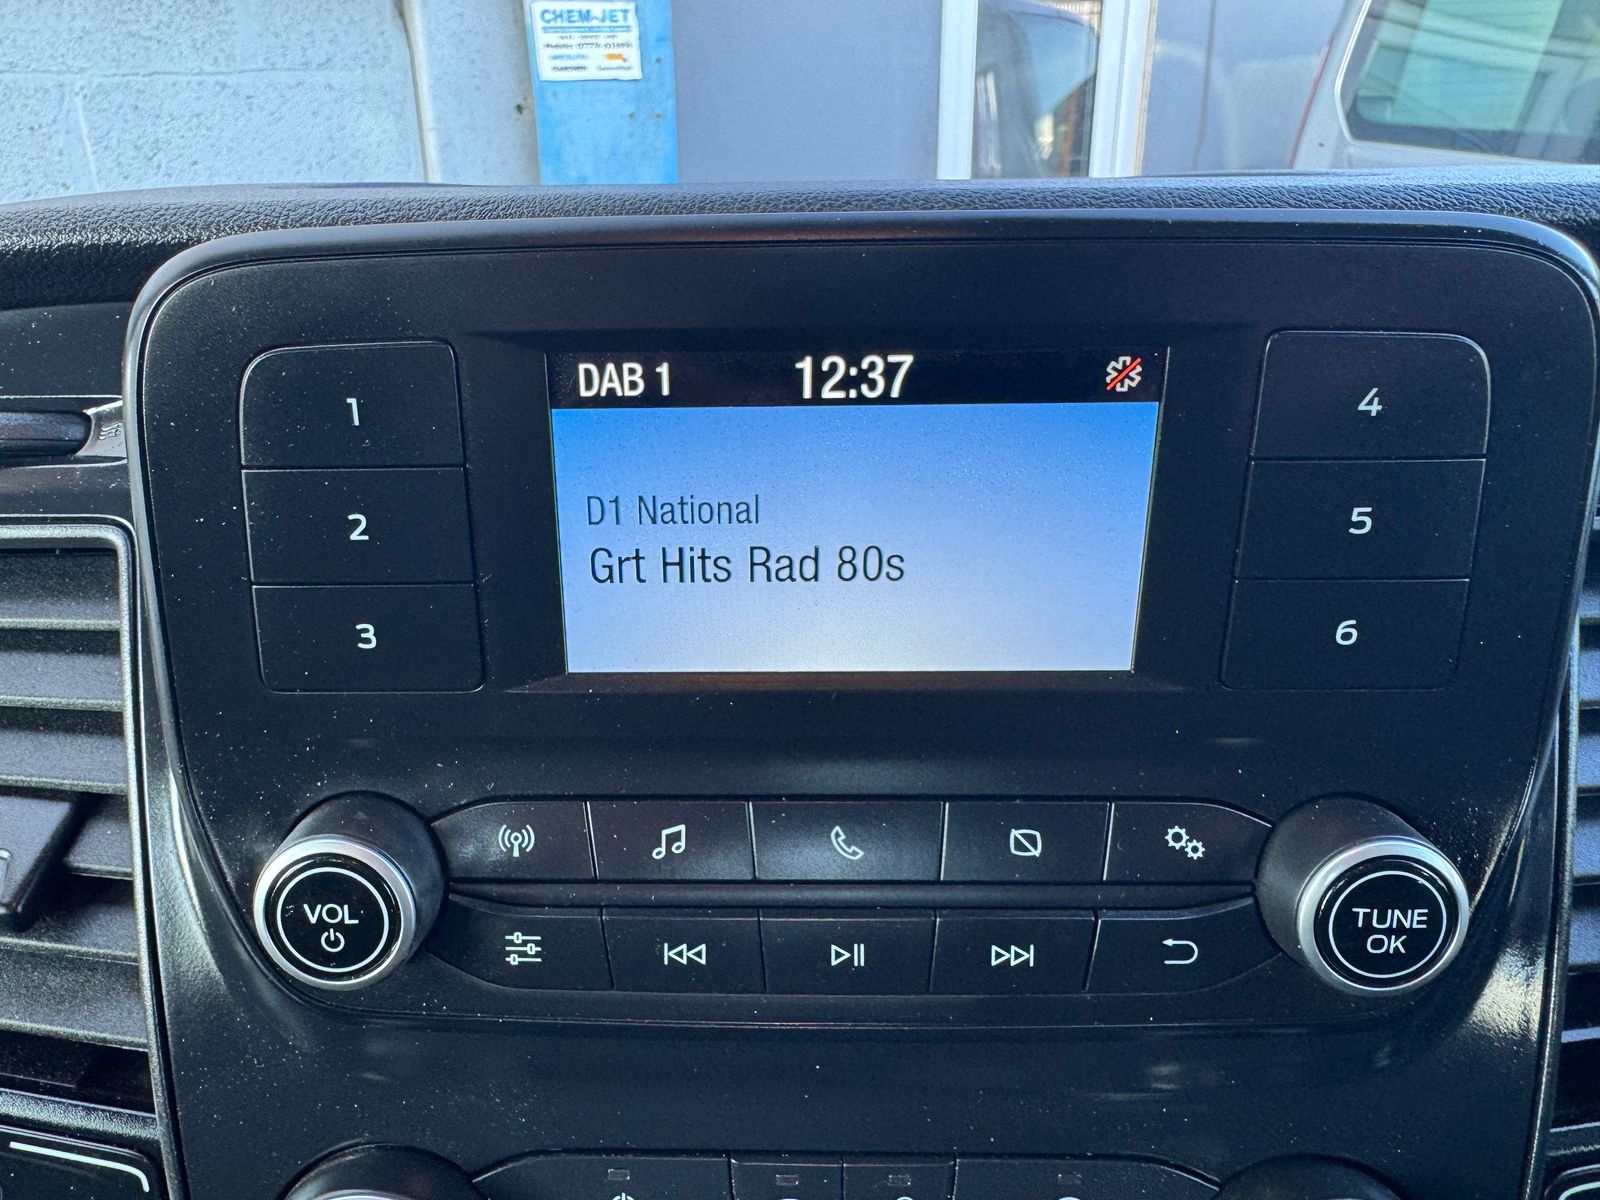 CHEM-JET
DAB 1 12:37
D1 National
Grt Hits Rad 80s
1
2
3
4
5
6
VOL
TUNE
OK